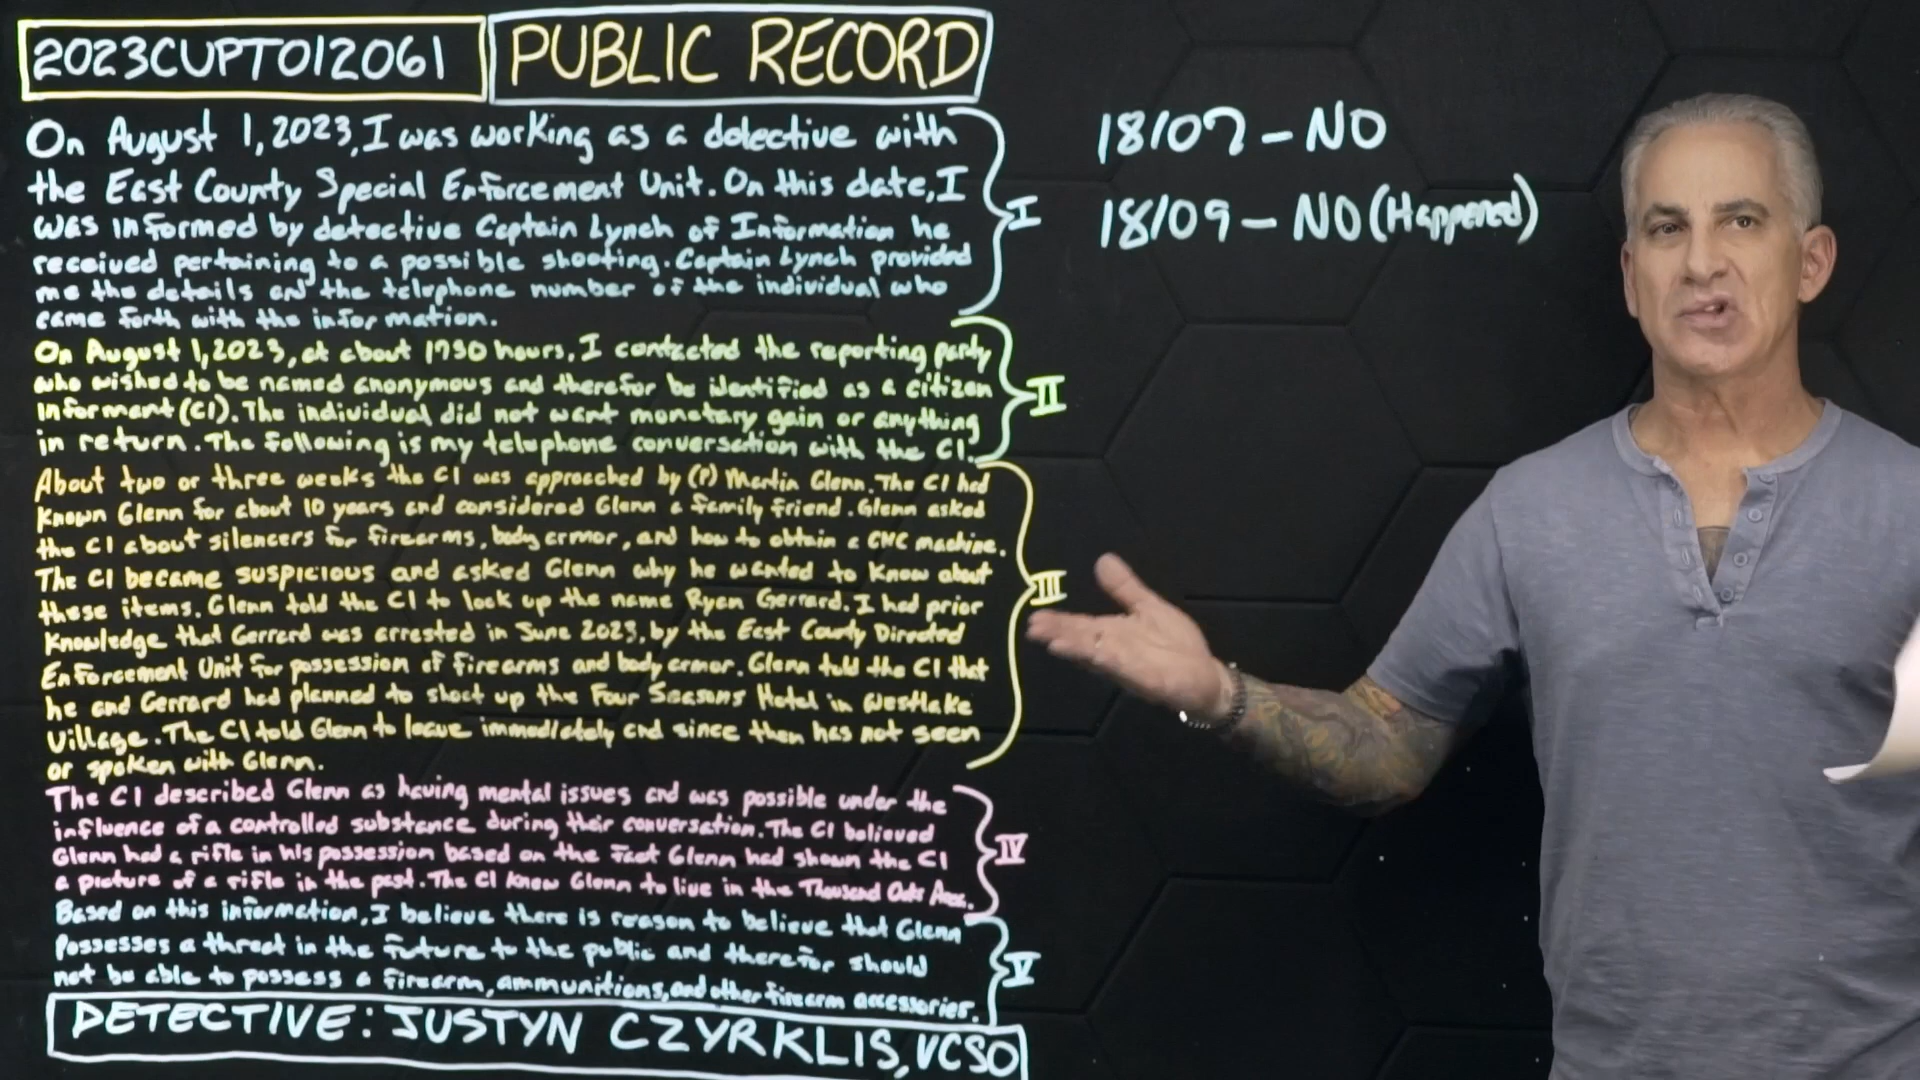 2023CUPT012061
PUBLIC RECORD
On August 1, 2023, I was working as a detective with
the East County Special Enforcement Unit. On this date, I
was informed by detective Captain Lynch of Information he
received pertaining to a possible shooting. Captain Lynch provided
me the details and the telephone number of the individual who
came forth with the information.
I
On August 1, 2023, at about 1730 hours, I contacted the reporting party
who wished to be named anonymous and therefor be identified as a citizen
Informant (CI). The individual did not want monetary gain or anything
in return. The following is my telephone conversation with the CI.
II
About two or three weeks the CI was approached by (P) Martin Glenn. The CI had
known Glenn for about 10 years and considered Glenn a family friend. Glenn asked
the CI about silencers for firearms, body armor, and how to obtain a CNC machine.
The CI became suspicious and asked Glenn why he wanted to know about
these items. Glenn told the CI to look up the name Ryan Gerrard. I had prior
knowledge that Gerrard was arrested in June 2023, by the East County Directed
Enforcement Unit for possession of firearms and body armor. Glenn told the CI that
he and Gerrard had planned to shoot up the Four Seasons Hotel in Westlake
Village. The CI told Glenn to leave immediately and since then has not seen
or spoken with Glenn.
III
The CI described Glenn as having mental issues and was possible under the
influence of a controlled substance during their conversation. The CI believed
Glenn had a rifle in his possession based on the fact Glenn had shown the CI
a picture of a rifle in the past. The CI knew Glenn to live in the Thousand Oaks Area.
IV
Based on this information, I believe there is reason to believe that Glenn
Possesses a threat in the future to the public and therefor should
not be able to possess a firearm, ammunitions, and other firearm accessories.
V
DETECTIVE: JUSTYN CZYRKLIS, VCSO
18107 - NO
18109 - NO (Happened)